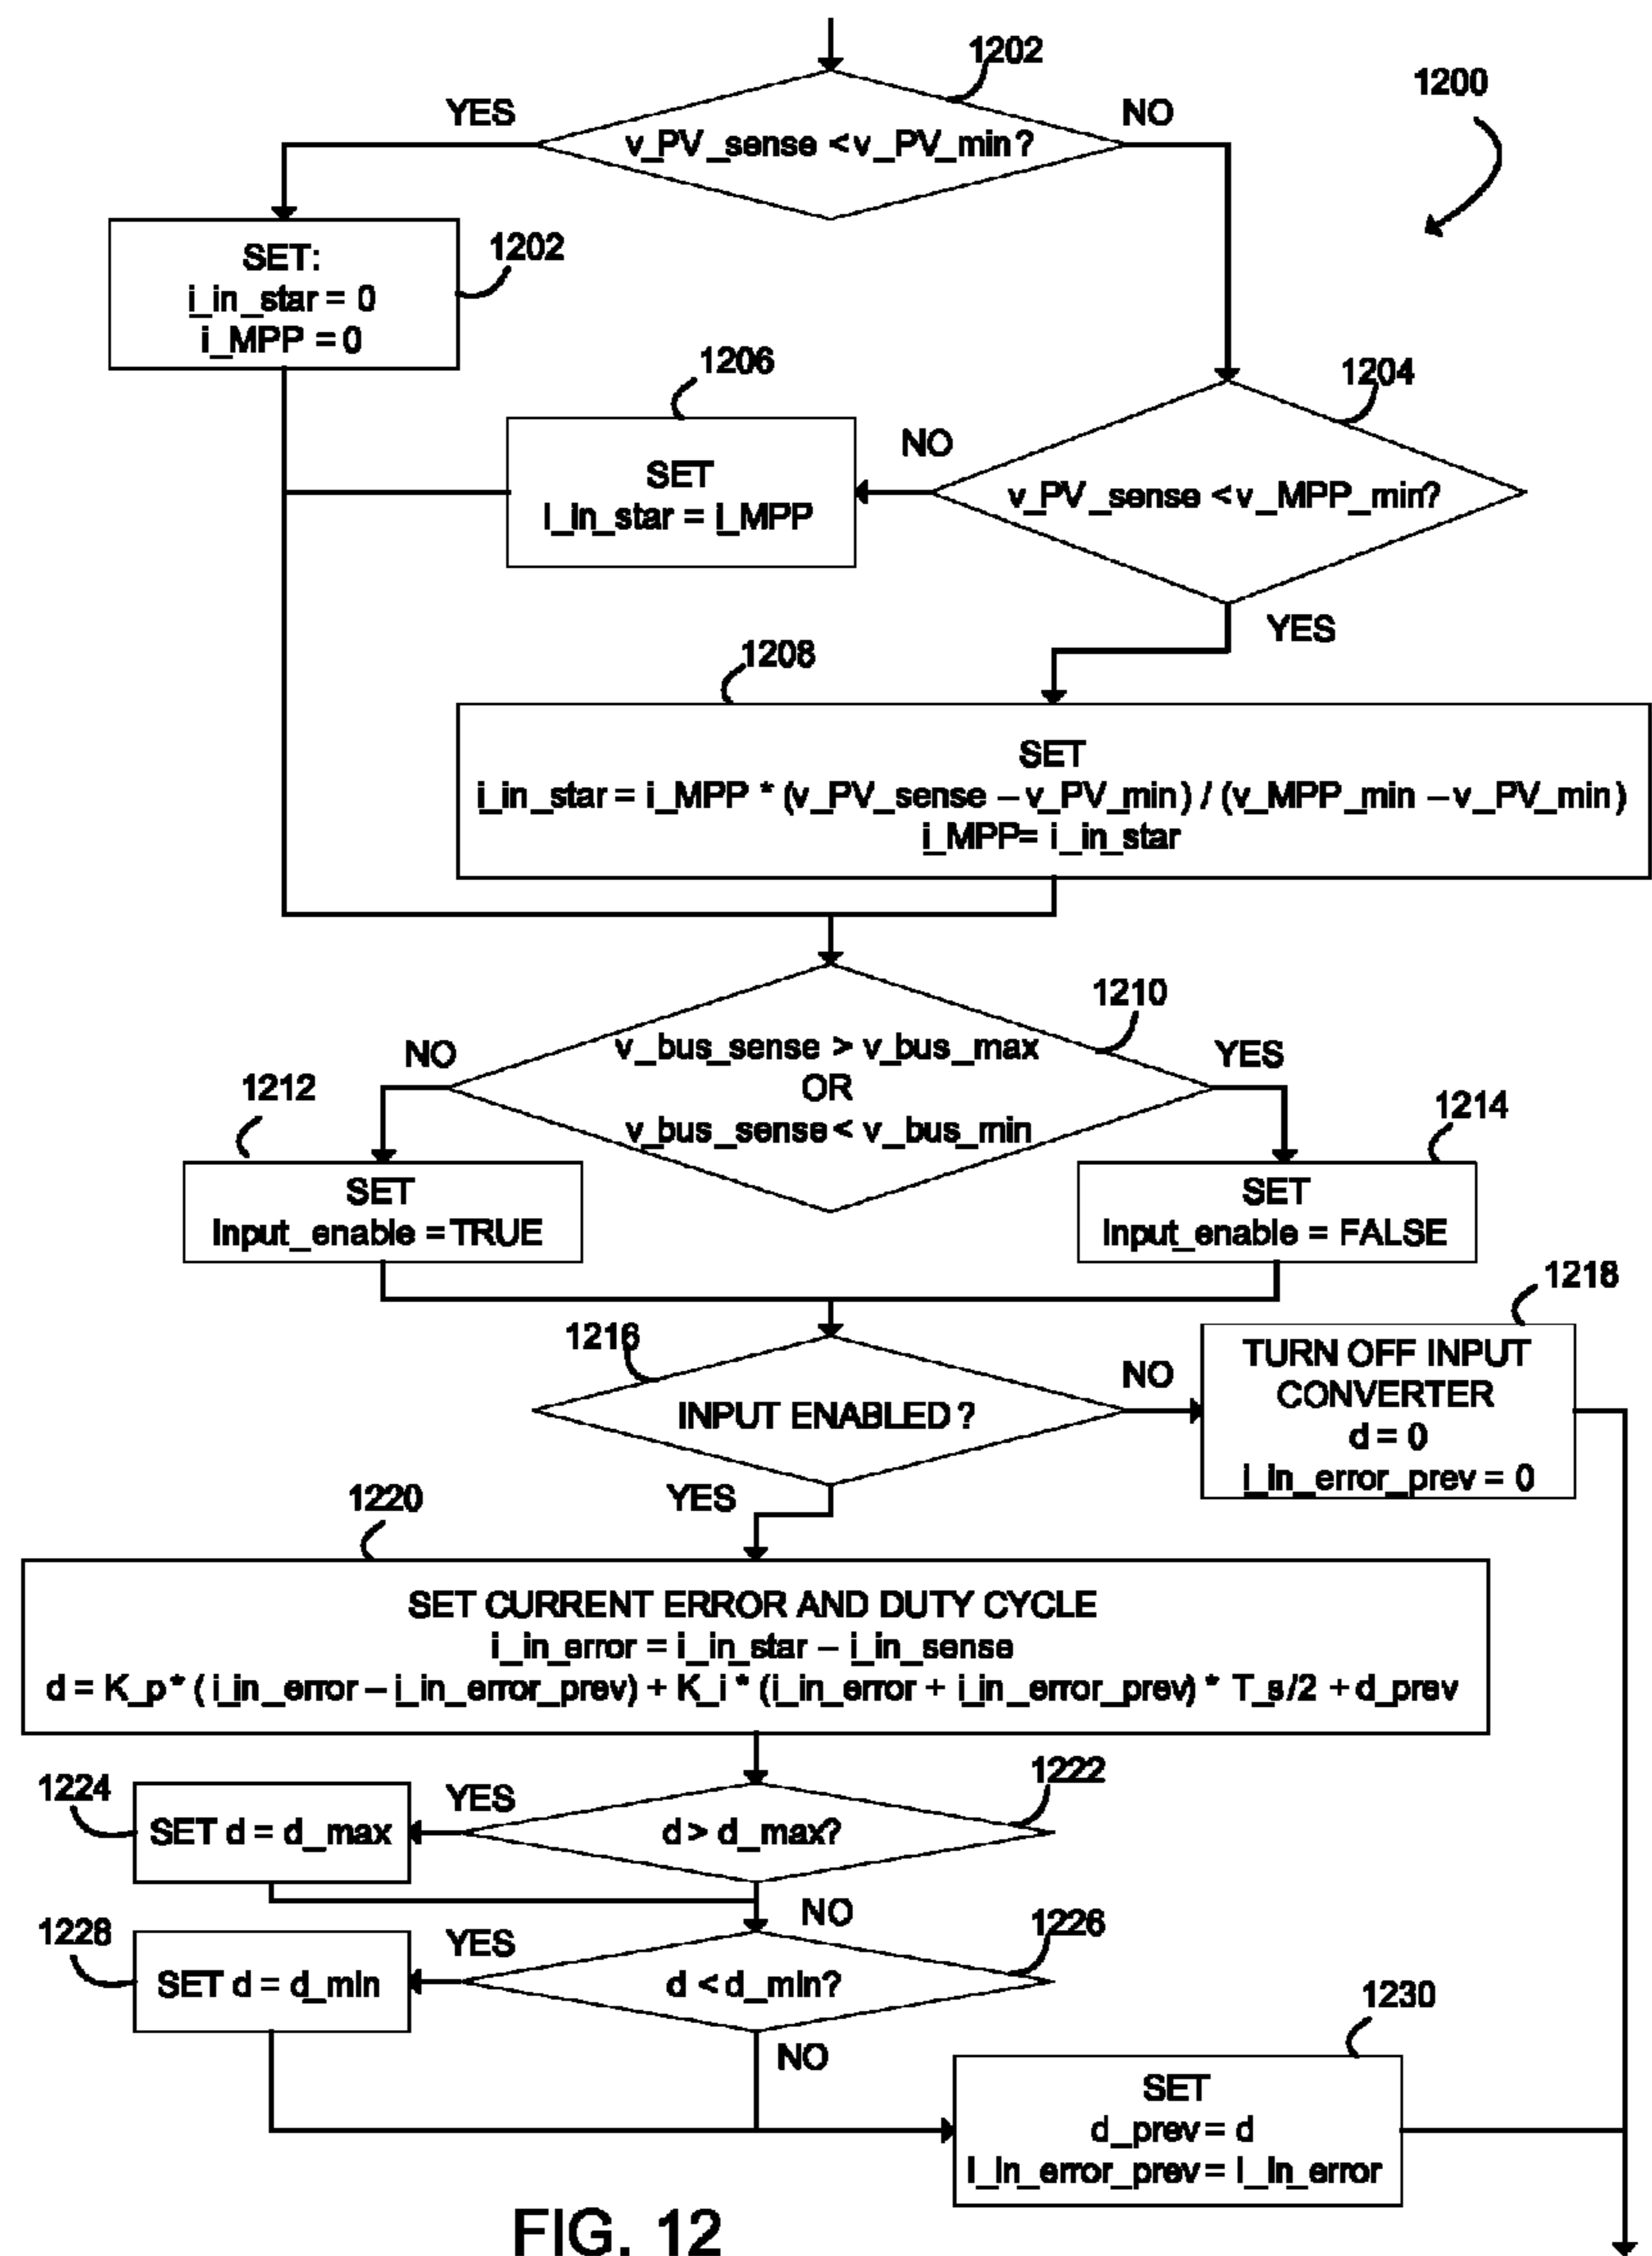 1202
1200
YES
NO
v_PV_sense < v_PV_min?
SET:
i_in_star = 0
i_MPP = 0
1202
1206
1204
SET
i_in_star = i_MPP
NO
v_PV_sense < v_MPP_min?
YES
1208
SET
i_in_star = i_MPP * (v_PV_sense – v_PV_min) / (v_MPP_min – v_PV_min)
i_MPP= i_in_star
1210
NO
v_bus_sense > v_bus_max
OR
v_bus_sense < v_bus_min
YES
1212
1214
SET
Input_enable = TRUE
SET
Input_enable = FALSE
1216
1218
INPUT ENABLED?
NO
TURN OFF INPUT
CONVERTER
d = 0
i_in_error_prev = 0
YES
1220
SET CURRENT ERROR AND DUTY CYCLE
i_in_error = i_in_star – i_in_sense
d = K_p * (i_in_error – i_in_error_prev) + K_i * (i_in_error + i_in_error_prev) * T_s/2 + d_prev
1224
SET d = d_max
YES
d > d_max?
1222
NO
1228
SET d = d_min
YES
d < d_min?
1226
NO
1230
SET
d_prev = d
i_in_error_prev = i_in_error
FIG. 12